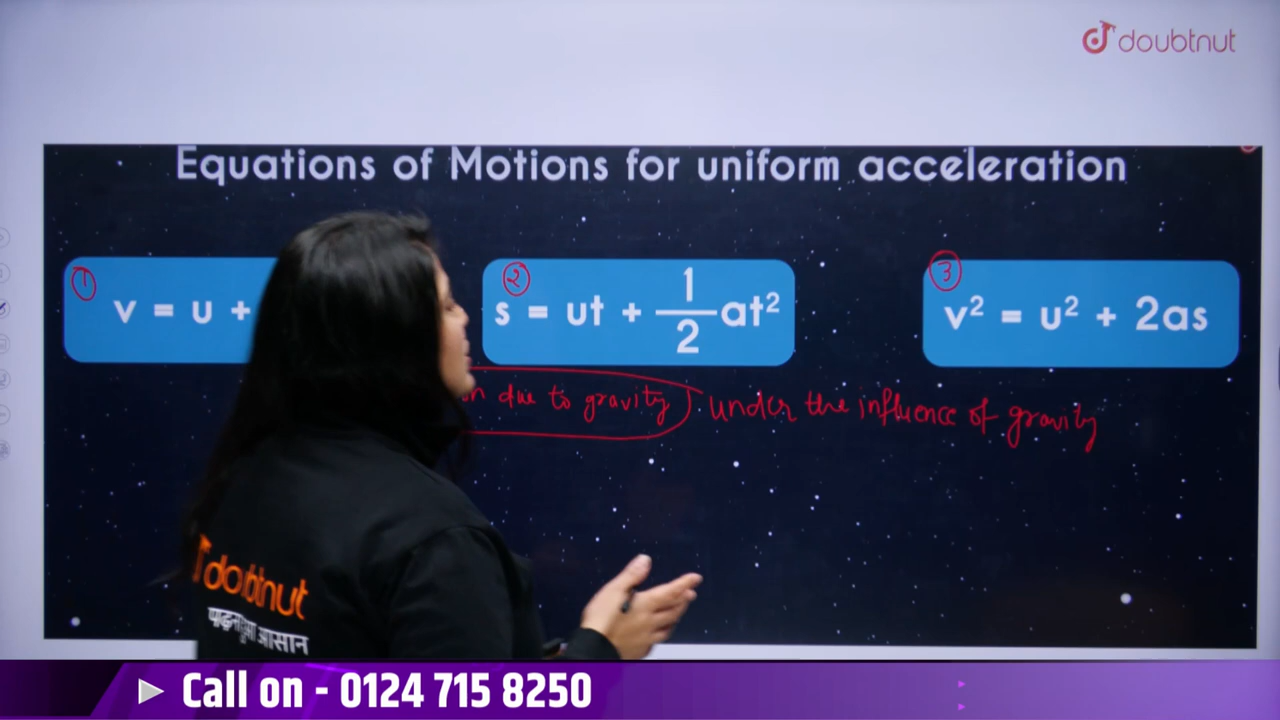 doubtnut
Equations of Motions for uniform acceleration
1
v = u +
2
s = ut + 1/2 at²
3
v² = u² + 2as
n due to gravity) under the influence of gravity
doubtnut
आसान
Call on - 0124 715 8250